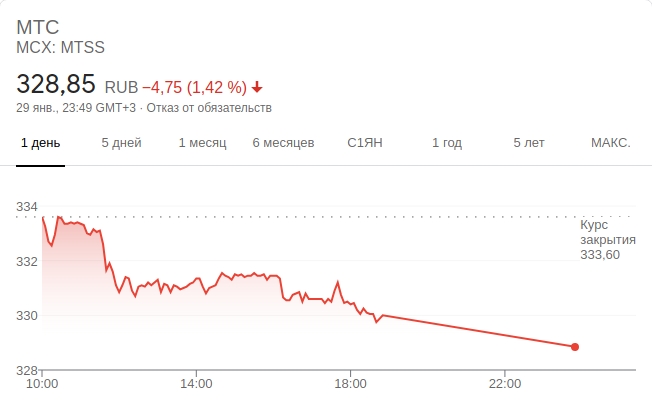 МТС
MCX: MTSS
328,85 RUB −4,75 (1,42 %)
29 янв., 23:49 GMT+3 · Отказ от обязательств
1 день 5 дней 1 месяц 6 месяцев С1ЯН 1 год 5 лет МАКС.
334
Курс
закрытия
333,60
332
330
328
10:00 14:00 18:00 22:00